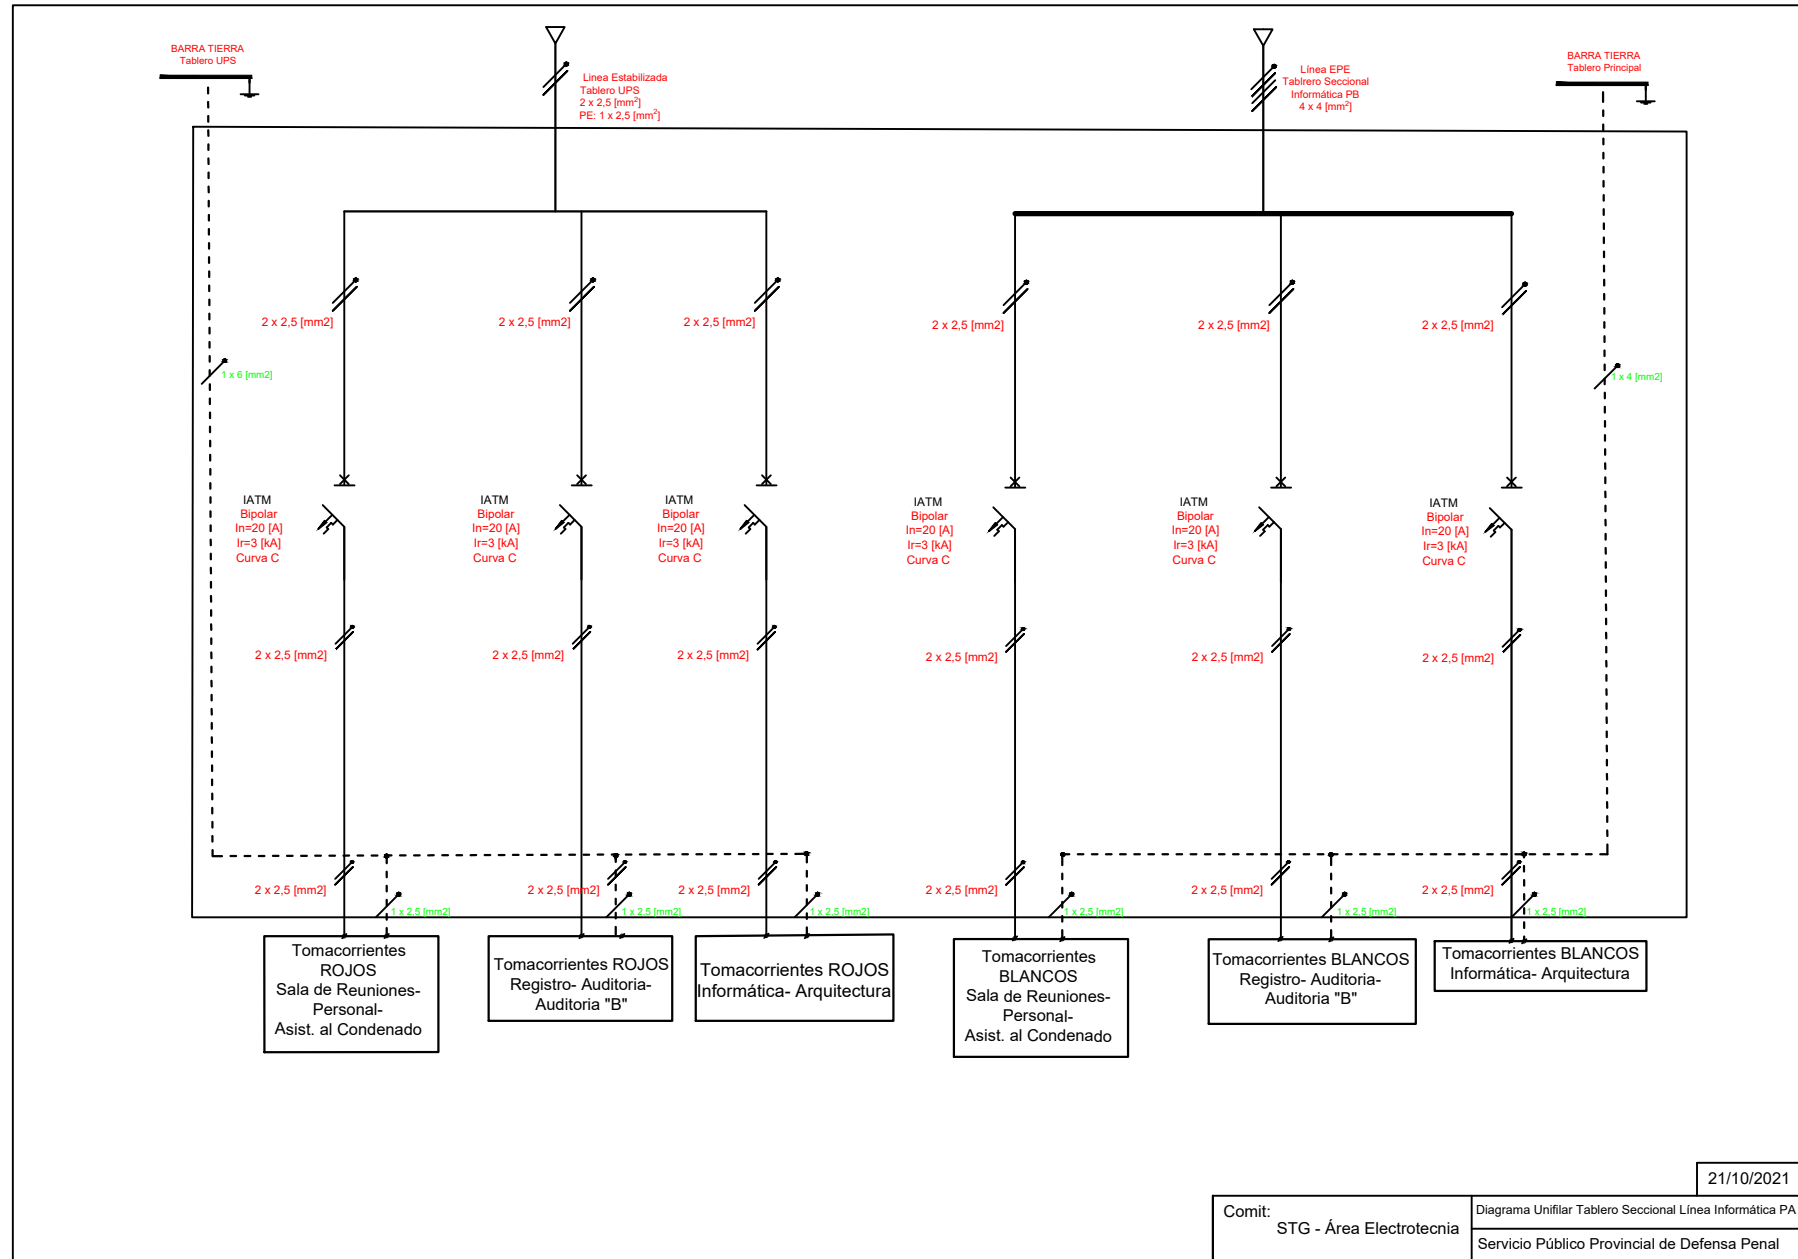 BARRA TIERRA
Tablero UPS
Linea Estabilizada
Tablero UPS
2 x 2,5 [mm²]
PE: 1 x 2,5 [mm²]
Línea EPE
Tablrero Seccional
Informática PB
4 x 4 [mm²]
BARRA TIERRA
Tablero Principal
2 x 2,5 [mm2]
2 x 2,5 [mm2]
2 x 2,5 [mm2]
2 x 2,5 [mm2]
2 x 2,5 [mm2]
2 x 2,5 [mm2]
1 x 6 [mm2]
1 x 4 [mm2]
IATM
Bipolar
In=20 [A]
Ir=3 [kA]
Curva C
IATM
Bipolar
In=20 [A]
Ir=3 [kA]
Curva C
IATM
Bipolar
In=20 [A]
Ir=3 [kA]
Curva C
IATM
Bipolar
In=20 [A]
Ir=3 [kA]
Curva C
IATM
Bipolar
In=20 [A]
Ir=3 [kA]
Curva C
IATM
Bipolar
In=20 [A]
Ir=3 [kA]
Curva C
2 x 2,5 [mm2]
2 x 2,5 [mm2]
2 x 2,5 [mm2]
2 x 2,5 [mm2]
2 x 2,5 [mm2]
2 x 2,5 [mm2]
2 x 2,5 [mm2]
2 x 2,5 [mm2]
2 x 2,5 [mm2]
2 x 2,5 [mm2]
2 x 2,5 [mm2]
2 x 2,5 [mm2]
1 x 2,5 [mm2]
1 x 2,5 [mm2]
1 x 2,5 [mm2]
1 x 2,5 [mm2]
1 x 2,5 [mm2]
1 x 2,5 [mm2]
Tomacorrientes
ROJOS
Sala de Reuniones-
Personal-
Asist. al Condenado
Tomacorrientes ROJOS
Registro- Auditoria-
Auditoria "B"
Tomacorrientes ROJOS
Informática- Arquitectura
Tomacorrientes
BLANCOS
Sala de Reuniones-
Personal-
Asist. al Condenado
Tomacorrientes BLANCOS
Registro- Auditoria-
Auditoria "B"
Tomacorrientes BLANCOS
Informática- Arquitectura
21/10/2021
Comit:
STG - Área Electrotecnia
Diagrama Unifilar Tablero Seccional Línea Informática PA
Servicio Público Provincial de Defensa Penal